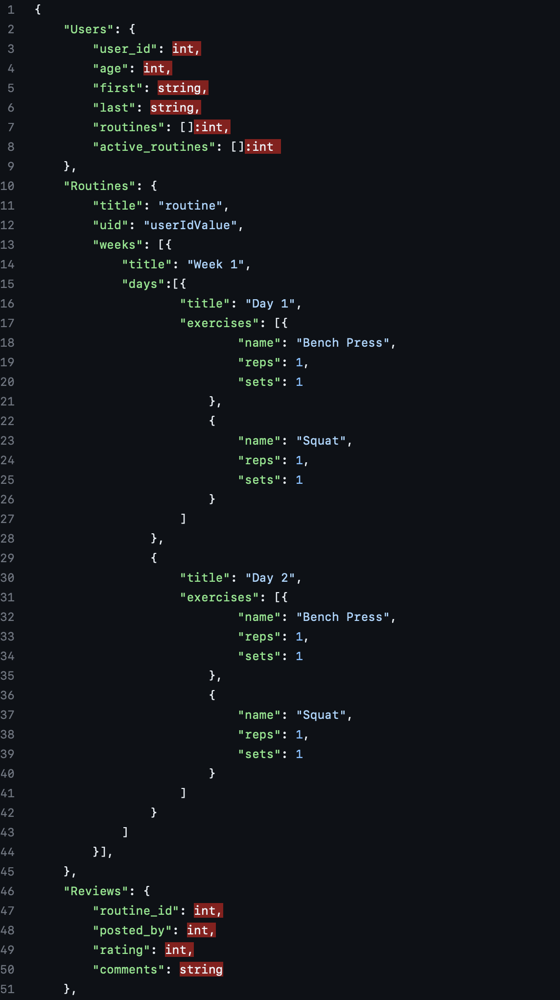 1 {
2 "Users": {
3 "user_id": int,
4 "age": int,
5 "first": string,
6 "last": string,
7 "routines": []:int,
8 "active_routines": []:int
9 },
10 "Routines": {
11 "title": "routine",
12 "uid": "userIdValue",
13 "weeks": [{
14 "title": "Week 1",
15 "days":[{
16 "title": "Day 1",
17 "exercises": [{
18 "name": "Bench Press",
19 "reps": 1,
20 "sets": 1
21 },
22 {
23 "name": "Squat",
24 "reps": 1,
25 "sets": 1
26 }
27 ]
28 },
29 {
30 "title": "Day 2",
31 "exercises": [{
32 "name": "Bench Press",
33 "reps": 1,
34 "sets": 1
35 },
36 {
37 "name": "Squat",
38 "reps": 1,
39 "sets": 1
40 }
41 ]
42 }
43 ]
44 }],
45 },
46 "Reviews": {
47 "routine_id": int,
48 "posted_by": int,
49 "rating": int,
50 "comments": string
51 },